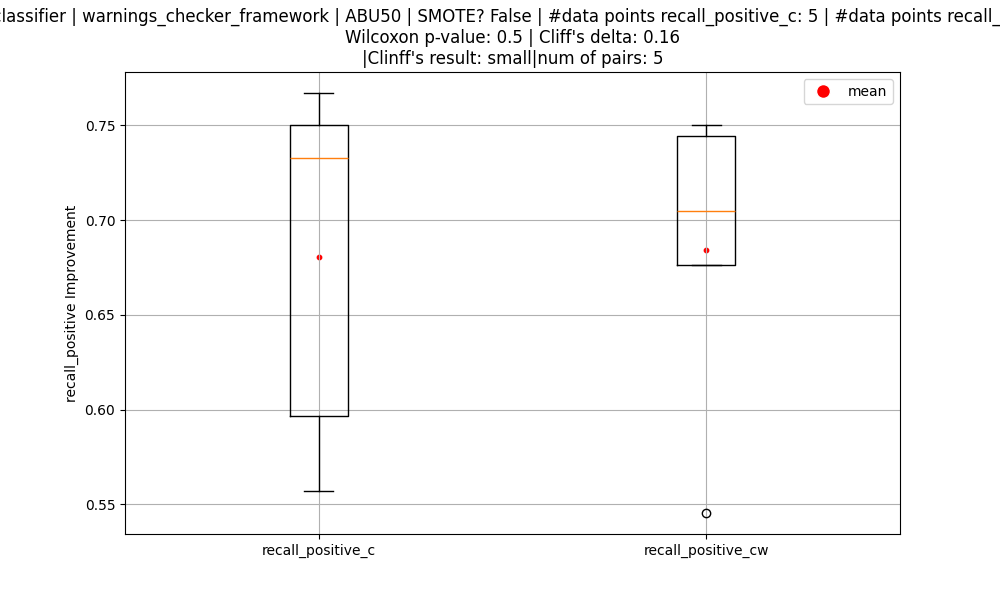 classifier | warnings_checker_framework | ABU50 | SMOTE? False | #data points recall_positive_c: 5 | #data points recall_
Wilcoxon p-value: 0.5 | Cliff's delta: 0.16
|Clinff's result: small|num of pairs: 5
mean
0.75
0.70
0.65
0.60
0.55
recall_positive Improvement
recall_positive_c
recall_positive_cw